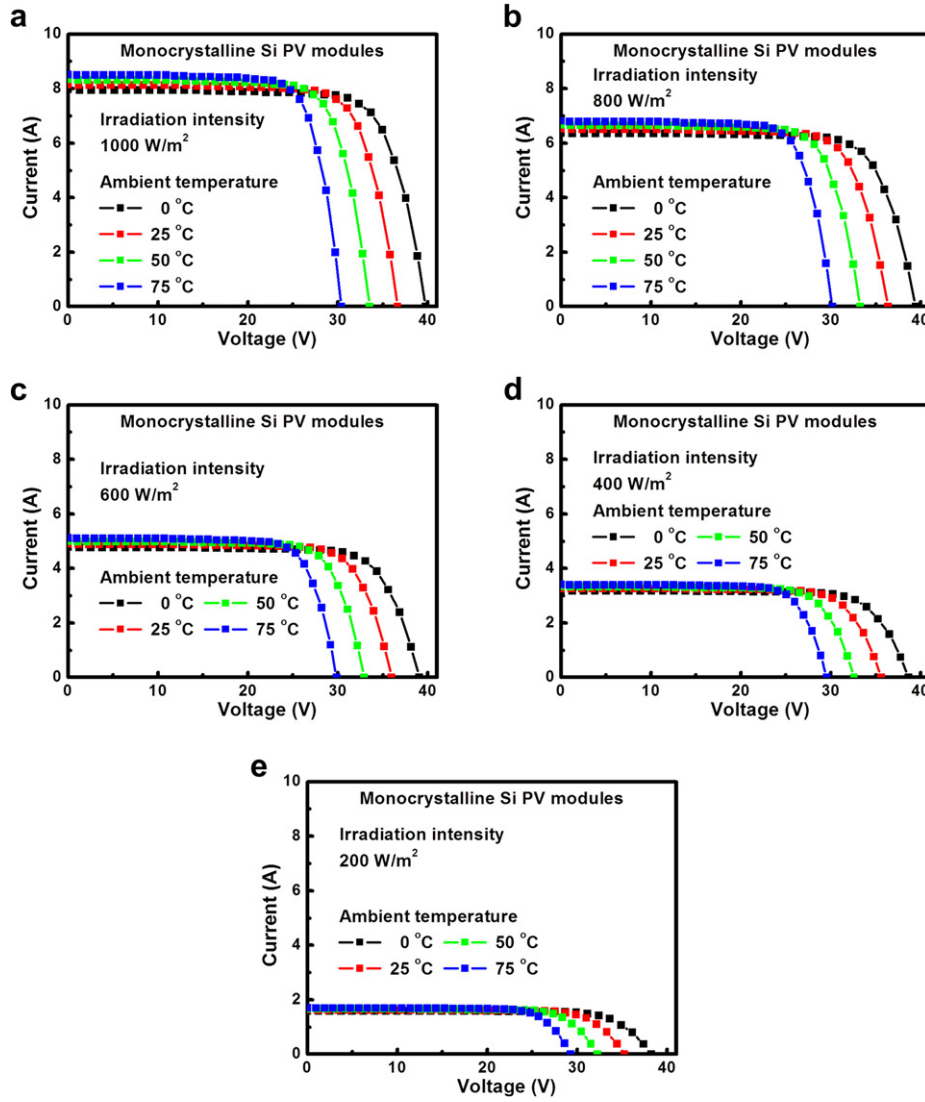 a
Monocrystalline Si PV modules
Irradiation intensity
1000 W/m²
Ambient temperature
0 °C
25 °C
50 °C
75 °C
Current (A)
10
8
6
4
2
0
0 10 20 30 40
Voltage (V)
b
Monocrystalline Si PV modules
Irradiation intensity
800 W/m²
Ambient temperature
0 °C
25 °C
50 °C
75 °C
Current (A)
10
8
6
4
2
0
0 10 20 30 40
Voltage (V)
c
Monocrystalline Si PV modules
Irradiation intensity
600 W/m²
Ambient temperature
0 °C 50 °C
25 °C 75 °C
Current (A)
10
8
6
4
2
0
0 10 20 30 40
Voltage (V)
d
Monocrystalline Si PV modules
Irradiation intensity
400 W/m²
Ambient temperature
0 °C 50 °C
25 °C 75 °C
Current (A)
10
8
6
4
2
0
0 10 20 30 40
Voltage (V)
e
Monocrystalline Si PV modules
Irradiation intensity
200 W/m²
Ambient temperature
0 °C 50 °C
25 °C 75 °C
Current (A)
10
8
6
4
2
0
0 10 20 30 40
Voltage (V)